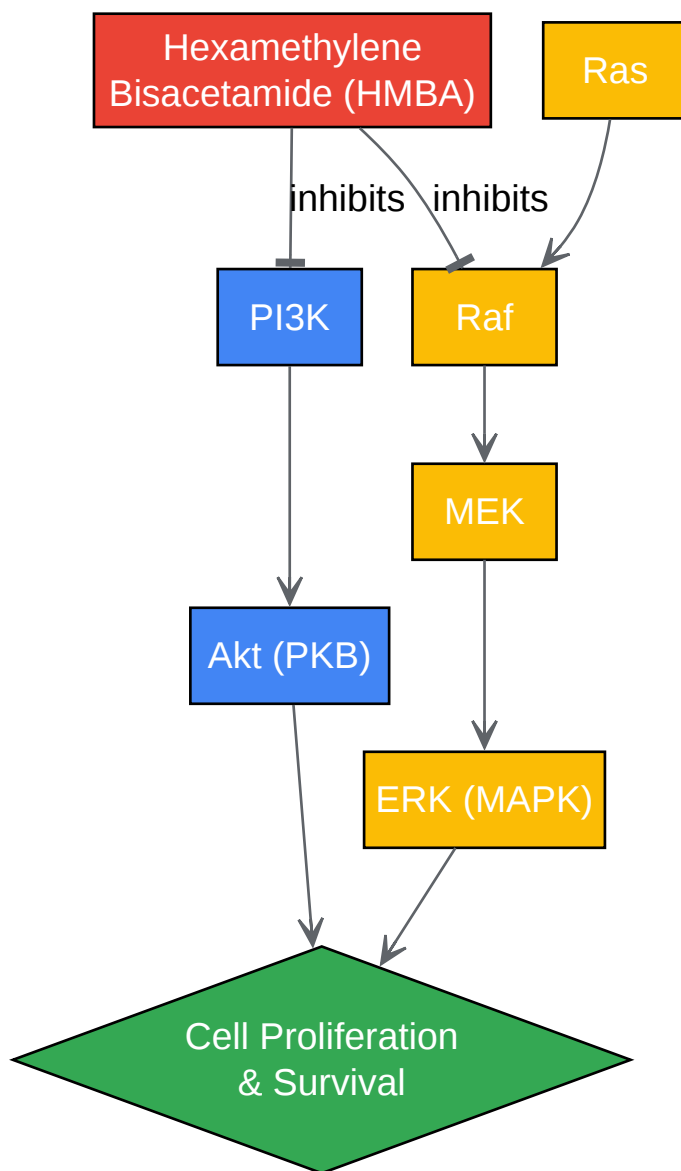 Hexamethylene
Bisacetamide (HMBA)
Ras
inhibits
inhibits
PI3K
Raf
MEK
Akt (PKB)
ERK (MAPK)
Cell Proliferation
& Survival